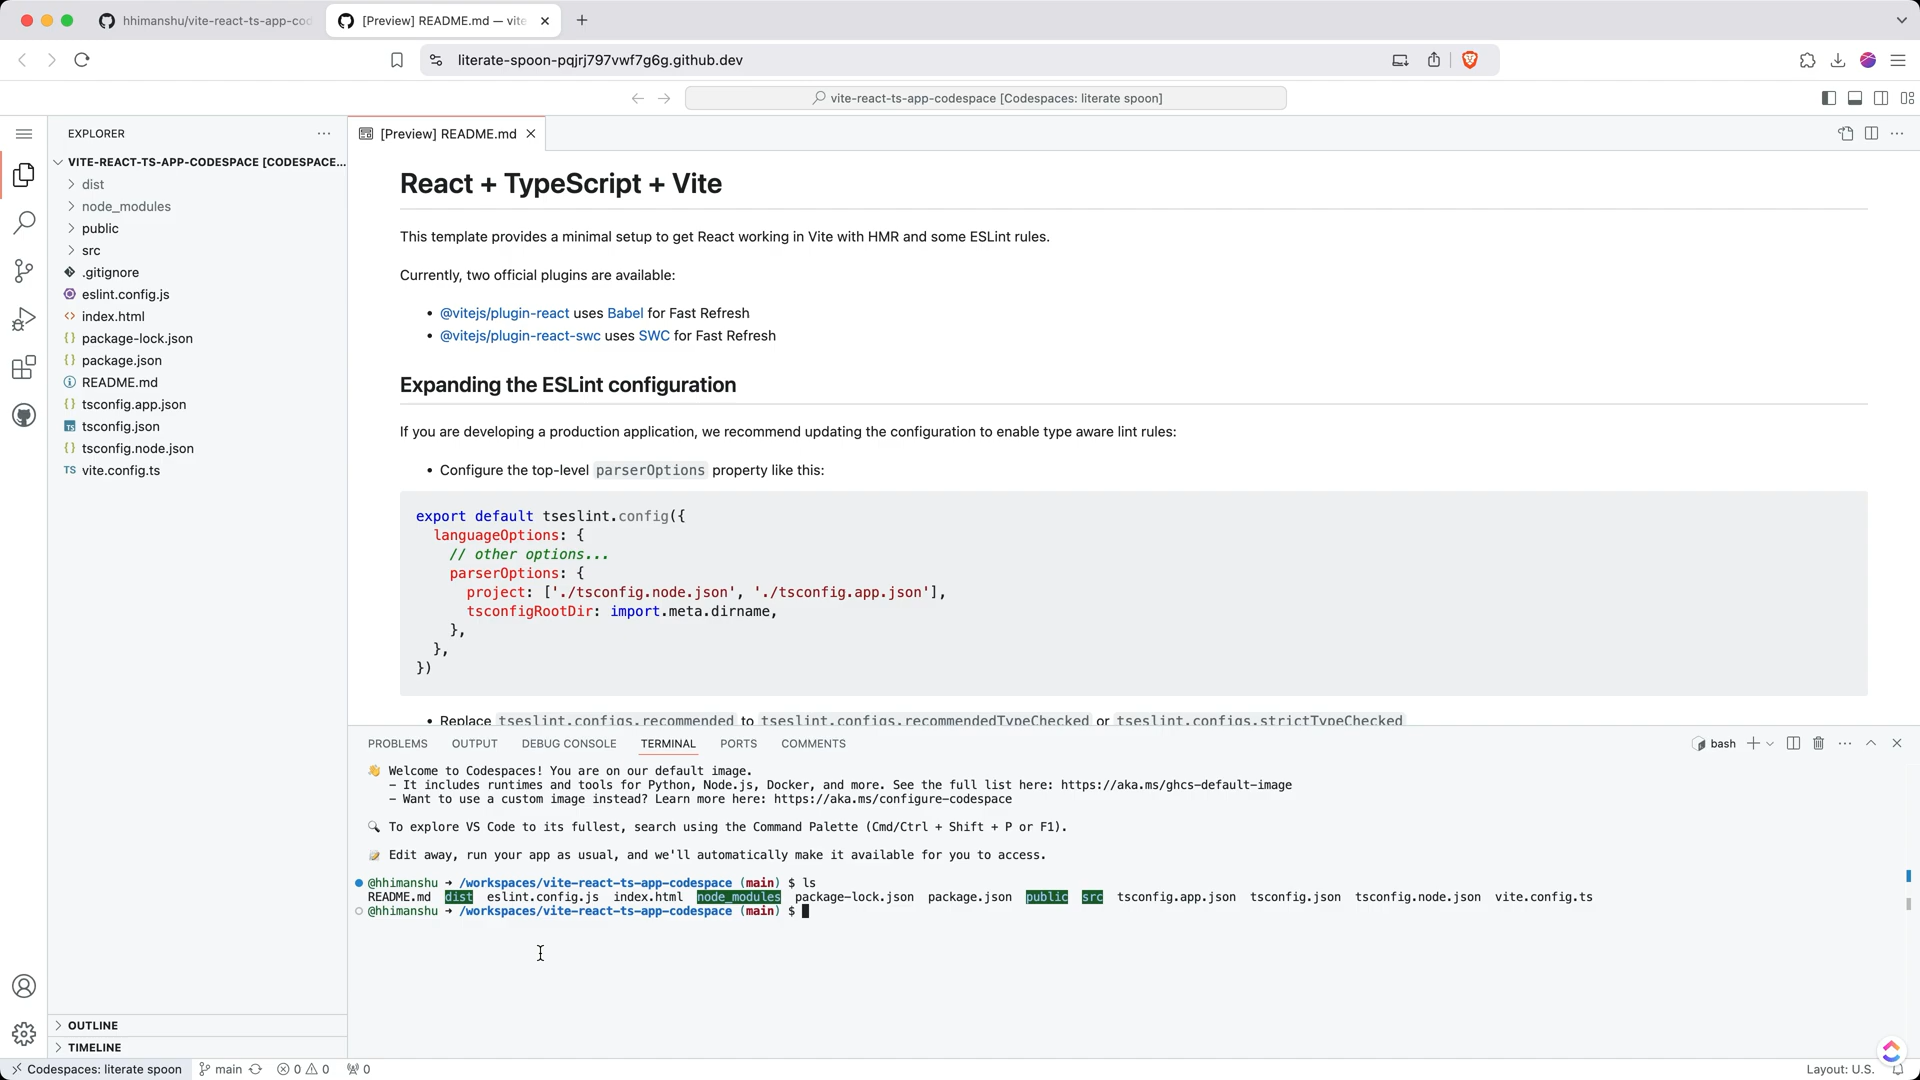 hhimanshu/vite-react-ts-app-cod
[Preview] README.md — vite
literate-spoon-pqjrj797vwf7g6g.github.dev
vite-react-ts-app-codespace [Codespaces: literate spoon]
EXPLORER
VITE-REACT-TS-APP-CODESPACE [CODESPACE...
dist
node_modules
public
src
.gitignore
eslint.config.js
index.html
package-lock.json
package.json
README.md
tsconfig.app.json
tsconfig.json
tsconfig.node.json
TS vite.config.ts
OUTLINE
TIMELINE
[Preview] README.md
React + TypeScript + Vite
This template provides a minimal setup to get React working in Vite with HMR and some ESLint rules.
Currently, two official plugins are available:
• @vitejs/plugin-react uses Babel for Fast Refresh
• @vitejs/plugin-react-swc uses SWC for Fast Refresh
Expanding the ESLint configuration
If you are developing a production application, we recommend updating the configuration to enable type aware lint rules:
• Configure the top-level parserOptions property like this:
export default tseslint.config({
languageOptions: {
// other options...
parserOptions: {
project: ['./tsconfig.node.json', './tsconfig.app.json'],
tsconfigRootDir: import.meta.dirname,
},
},
})
• Replace tseslint.configs.recommended to tseslint.configs.recommendedTypeChecked or tseslint.configs.strictTypeChecked
PROBLEMS OUTPUT DEBUG CONSOLE TERMINAL PORTS COMMENTS
bash
👋 Welcome to Codespaces! You are on our default image.
- It includes runtimes and tools for Python, Node.js, Docker, and more. See the full list here: https://aka.ms/ghcs-default-image
- Want to use a custom image instead? Learn more here: https://aka.ms/configure-codespace
🔍 To explore VS Code to its fullest, search using the Command Palette (Cmd/Ctrl + Shift + P or F1).
📝 Edit away, run your app as usual, and we'll automatically make it available for you to access.
@hhimanshu ➜ /workspaces/vite-react-ts-app-codespace (main) $ ls
README.md dist eslint.config.js index.html node_modules package-lock.json package.json public src tsconfig.app.json tsconfig.json tsconfig.node.json vite.config.ts
@hhimanshu ➜ /workspaces/vite-react-ts-app-codespace (main) $
Codespaces: literate spoon main 0 0 0 Layout: U.S.